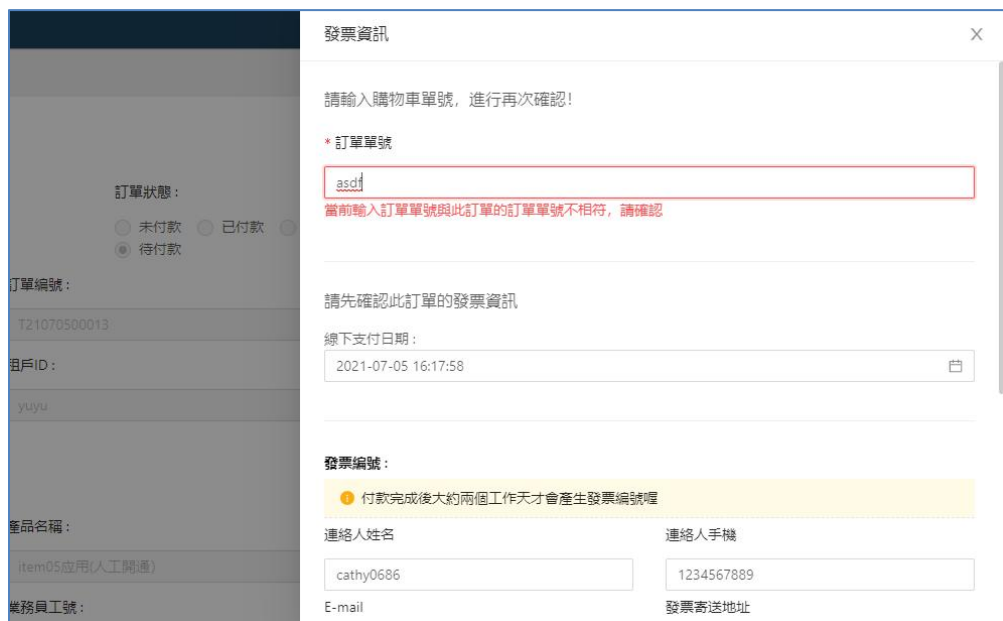 發票資訊
請輸入購物車單號，進行再次確認！
* 訂單單號
asdf
當前輸入訂單單號與此訂單的訂單單號不相符，請確認
訂單狀態：
未付款 已付款
待付款
訂單編號：
T21070500013
租戶ID：
yuyu
產品名稱：
item05应用(人工開通)
業務員工號：
請先確認此訂單的發票資訊
線下支付日期：
2021-07-05 16:17:58
發票編號：
付款完成後大約兩個工作天才會產生發票編號喔
連絡人姓名 連絡人手機
cathy0686 1234567889
E-mail 發票寄送地址